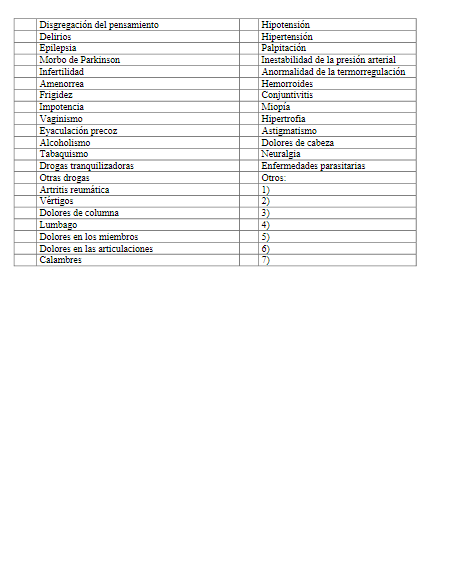 Disgregación del pensamiento Hipotensión
Delirios Hipertensión
Epilepsia Palpitación
Morbo de Parkinson Inestabilidad de la presión arterial
Infertilidad Anormalidad de la termorregulación
Amenorrea Hemorroides
Frigidez Conjuntivitis
Impotencia Miopía
Vaginismo Hipertrofia
Eyaculación precoz Astigmatismo
Alcoholismo Dolores de cabeza
Tabaquismo Neuralgia
Drogas tranquilizadoras Enfermedades parasitarias
Otras drogas Otros:
Artritis reumática 1)
Vértigos 2)
Dolores de columna 3)
Lumbago 4)
Dolores en los miembros 5)
Dolores en las articulaciones 6)
Calambres 7)